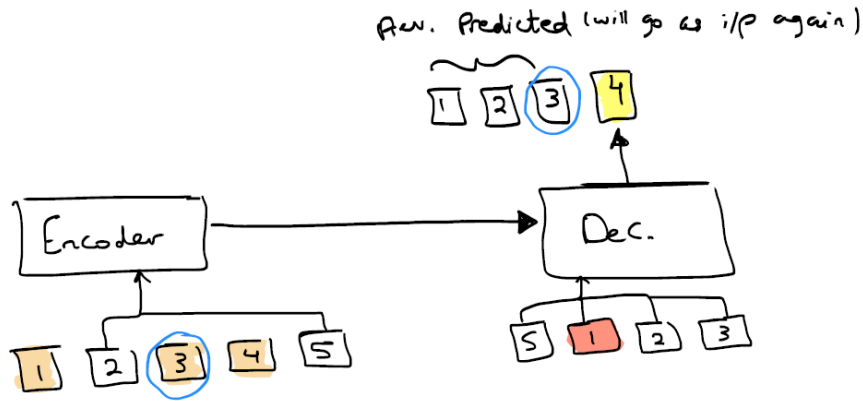 Prev. Predicted (will go as i/p again)
1 2 3 4
Encoder
Dec.
1 2 3 4 5
5 1 2 3